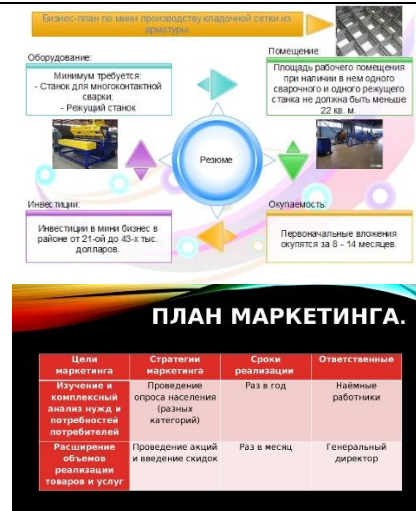 Бизнес-план по мини производству кладочной сетки из
арматуры
Оборудование:
Минимум требуется:
- Станок для многоконтактной
сварки;
- Режущий станок
Помещение:
Площадь рабочего помещения
при наличии в нем одного
сварочного и одного режущего
станка не должна быть меньше
22 кв. м.
Резюме
Инвестиции:
Инвестиции в мини бизнес в
районе от 21-ой до 43-х тыс.
долларов.
Окупаемость:
Первоначальные вложения
окупятся за 8 - 14 месяцев.
ПЛАН МАРКЕТИНГА.
Цели
маркетинга
Стратегии
маркетинга
Сроки
реализации
Ответственные
Изучение и
комплексный
анализ нужд и
потребностей
потребителей
Проведение
опроса населения
(разных
категорий)
Раз в год
Наёмные
работники
Расширение
объемов
реализации
товаров и услуг
Проведение акций
и введение скидок
Раз в месяц
Генеральный
директор